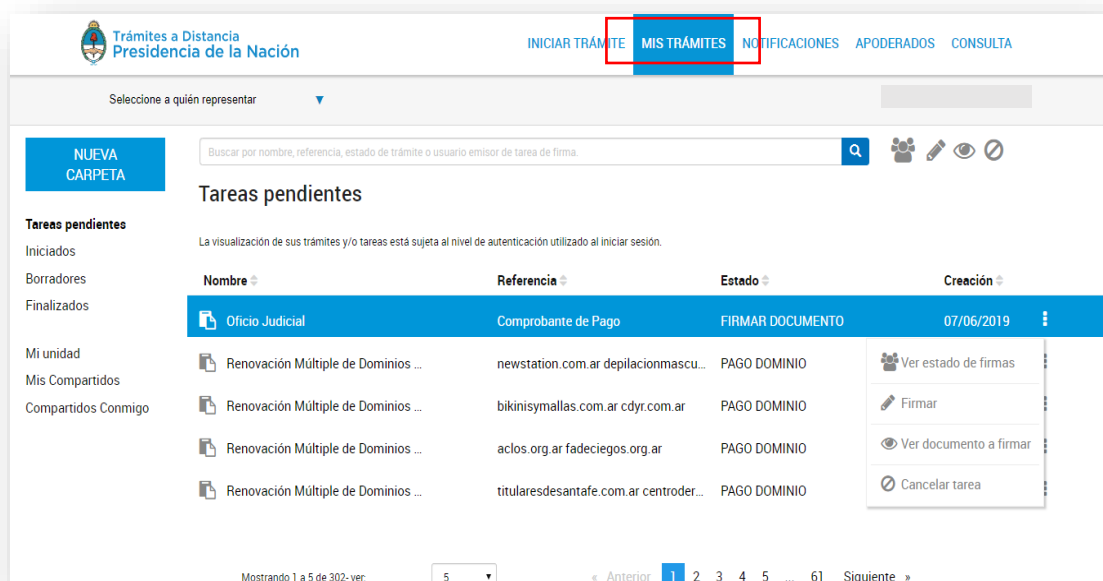 Trámites a Distancia
Presidencia de la Nación
INICIAR TRÁMITE MIS TRÁMITES NOTIFICACIONES APODERADOS CONSULTA
Seleccione a quién representar
NUEVA
CARPETA
Buscar por nombre, referencia, estado de trámite o usuario emisor de tarea de firma.
Tareas pendientes
Tareas pendientes
Iniciados
Borradores
Finalizados
Mi unidad
Mis Compartidos
Compartidos Conmigo
La visualización de sus trámites y/o tareas está sujeta al nivel de autenticación utilizado al iniciar sesión.
Nombre Referencia Estado Creación
Oficio Judicial Comprobante de Pago FIRMAR DOCUMENTO 07/06/2019
Renovación Múltiple de Dominios ... newstation.com.ar depilacionmascu... PAGO DOMINIO
Renovación Múltiple de Dominios ... bikinisymallas.com.ar cdyr.com.ar PAGO DOMINIO
Renovación Múltiple de Dominios ... aclos.org.ar fadeciegos.org.ar PAGO DOMINIO
Renovación Múltiple de Dominios ... titularesdesantafe.com.ar centroder... PAGO DOMINIO
Ver estado de firmas
Firmar
Ver documento a firmar
Cancelar tarea
Mostrando 1 a 5 de 302- ver: 5 « Anterior 1 2 3 4 5 ... 61 Siguiente »